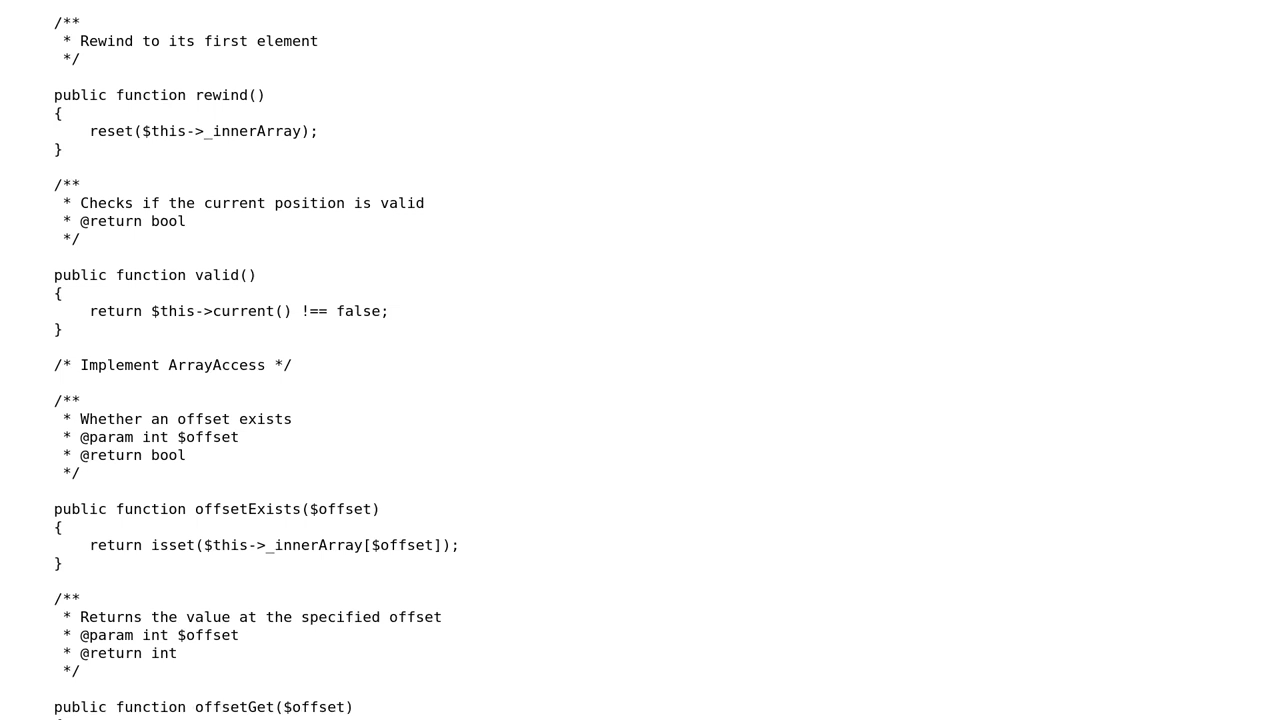 /**
 * Rewind to its first element
 */

public function rewind()
{
    reset($this->_innerArray);
}

/**
 * Checks if the current position is valid
 * @return bool
 */

public function valid()
{
    return $this->current() !== false;
}

/* Implement ArrayAccess */

/**
 * Whether an offset exists
 * @param int $offset
 * @return bool
 */

public function offsetExists($offset)
{
    return isset($this->_innerArray[$offset]);
}

/**
 * Returns the value at the specified offset
 * @param int $offset
 * @return int
 */

public function offsetGet($offset)